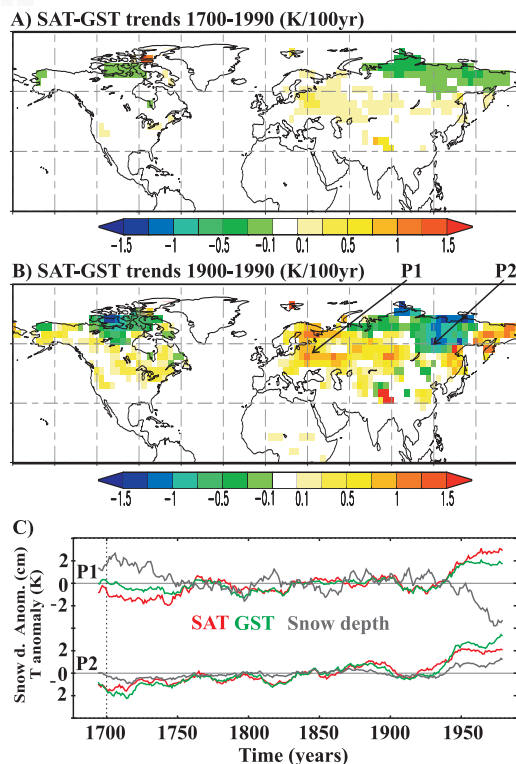 A) SAT-GST trends 1700-1990 (K/100yr)
-1.5 -1 -0.5 -0.1 0.1 0.5 1 1.5
B) SAT-GST trends 1900-1990 (K/100yr) P1 P2
-1.5 -1 -0.5 -0.1 0.1 0.5 1 1.5
C)
Snow d. Anom. (cm)
T anomaly (K)
2
P1
0
-2
SAT GST Snow depth
P2
0
2
1700 1750 1800 1850 1900 1950
Time (years)